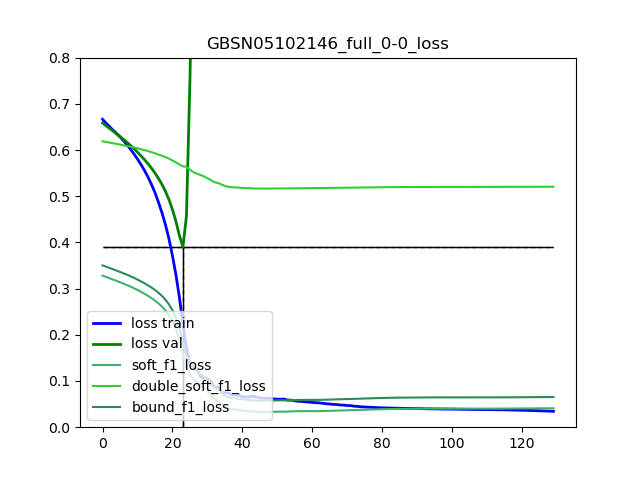 GBSN05102146_full_0-0_loss
0.8
0.7
0.6
0.5
0.4
0.3
0.2
0.1
0.0
loss train
loss val
soft_f1_loss
double_soft_f1_loss
bound_f1_loss
0 20 40 60 80 100 120